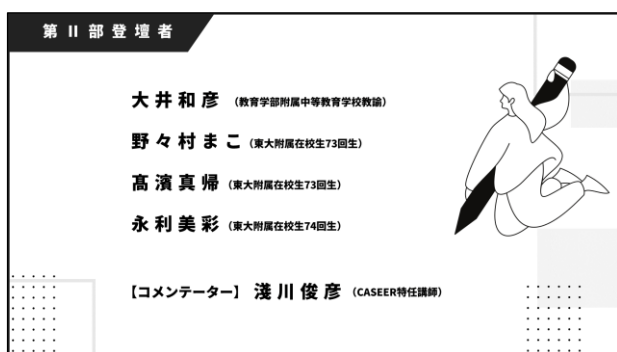 第II部登壇者
大井和彦 (教育学部附属中等教育学校教諭)
野々村まこ (東大附属在校生73回生)
髙濱真帰 (東大附属在校生73回生)
永利美彩 (東大附属在校生74回生)
【コメンテーター】 淺川俊彦 (CASEER特任講師)